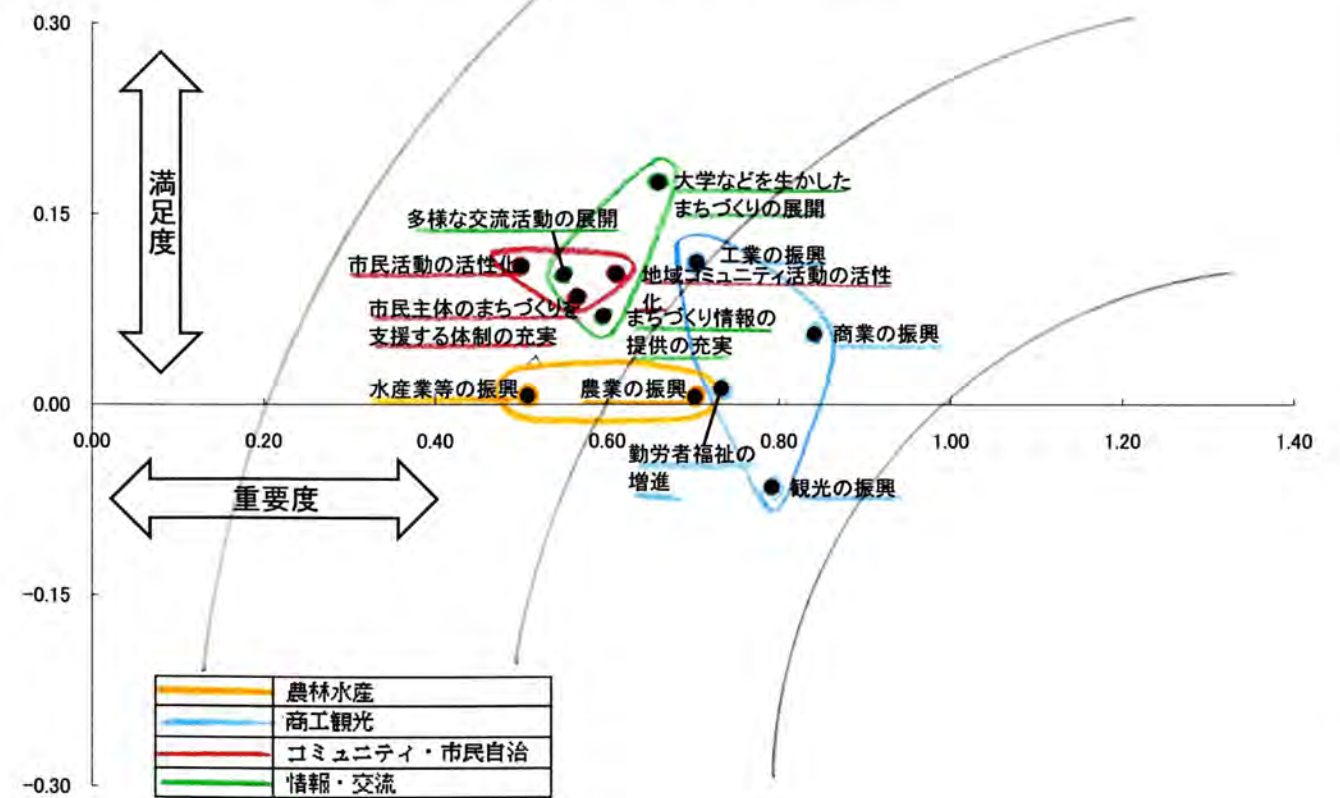 0.30
満足度
0.15
大学などを生かした
まちづくりの展開
多様な交流活動の展開
工業の振興
市民活動の活性化
地域コミュニティ活動の活性
化
市民主体のまちづくりを
支援する体制の充実
まちづくり情報の
提供の充実
商業の振興
水産業等の振興
農業の振興
0.00
0.00
0.20
0.40
0.60
0.80
1.00
1.20
1.40
勤労者福祉の
増進
観光の振興
重要度
-0.15
農林水産
商工観光
コミュニティ・市民自治
情報・交流
-0.30